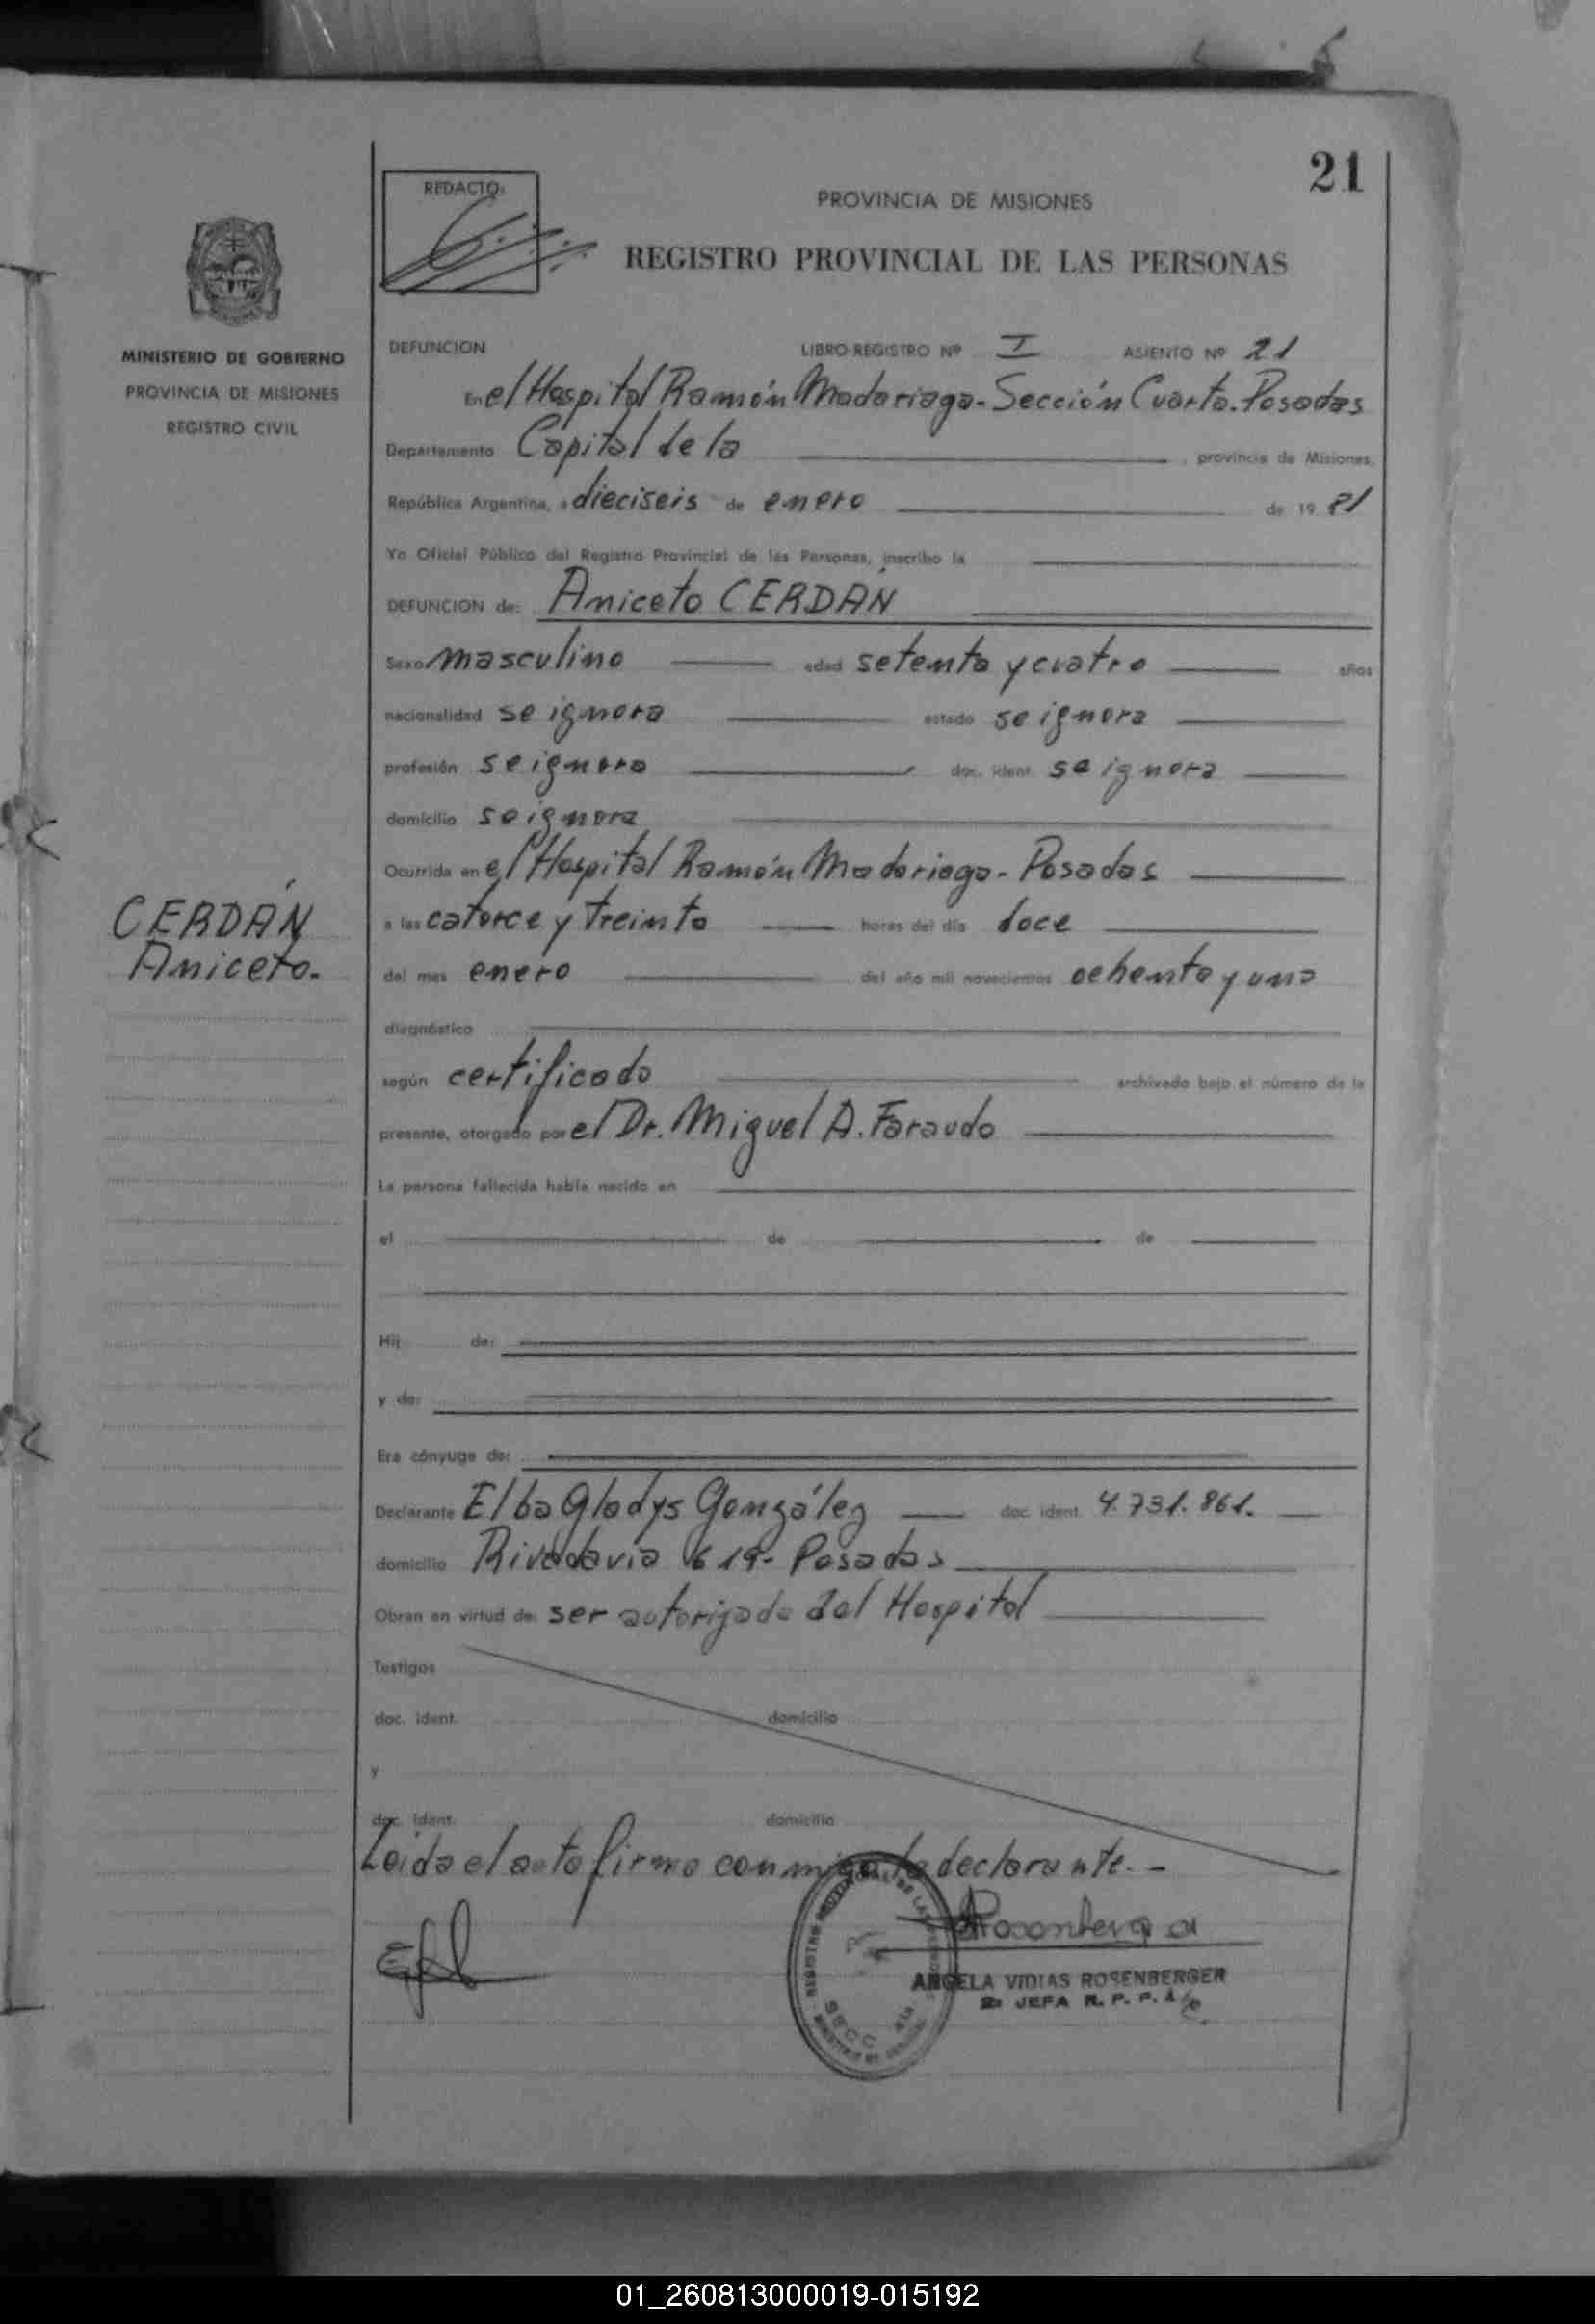 21
REDACTO:
PROVINCIA DE MISIONES
REGISTRO PROVINCIAL DE LAS PERSONAS
MINISTERIO DE GOBIERNO
PROVINCIA DE MISIONES
REGISTRO CIVIL
DEFUNCION LIBRO-REGISTRO Nº I ASIENTO Nº 21
En el Hospital Ramón Madariaga - Sección Cuarta. Posadas
Departamento Capital de la , provincia de Misiones,
República Argentina, a dieciseis de enero de 19 81
Yo Oficial Público del Registro Provincial de las Personas, inscribo la
DEFUNCION de: Aniceto CERDÁN
Sexo masculino edad setenta y cuatro años
nacionalidad se ignora estado se ignora
profesión se ignora doc. ident. se ignora
domicilio se ignora
Ocurrida en el Hospital Ramón Madariaga - Posadas
CERDÁN
Aniceto.
a las catorce y treinta horas del día doce
del mes enero del año mil novecientos ochenta y uno
diagnóstico
según certificado archivado bajo el número de la
presente, otorgado por el Dr. Miguel A. Faraudo
La persona fallecida había nacido en
el de de
Hij de:
y de:
Era cónyuge de:
Declarante Elba Gladys González doc. ident. 4.731.861.
domicilio Rivadavia 619 - Posadas
Obran en virtud de: ser autorizada del Hospital
Testigos
doc. ident. domicilio
y
doc. ident. domicilio
Leída el acta firma conmigo la declarante. -
ANGELA VIDIAS ROSENBERGER
2ª JEFA R. P. P.
01_260813000019-015192